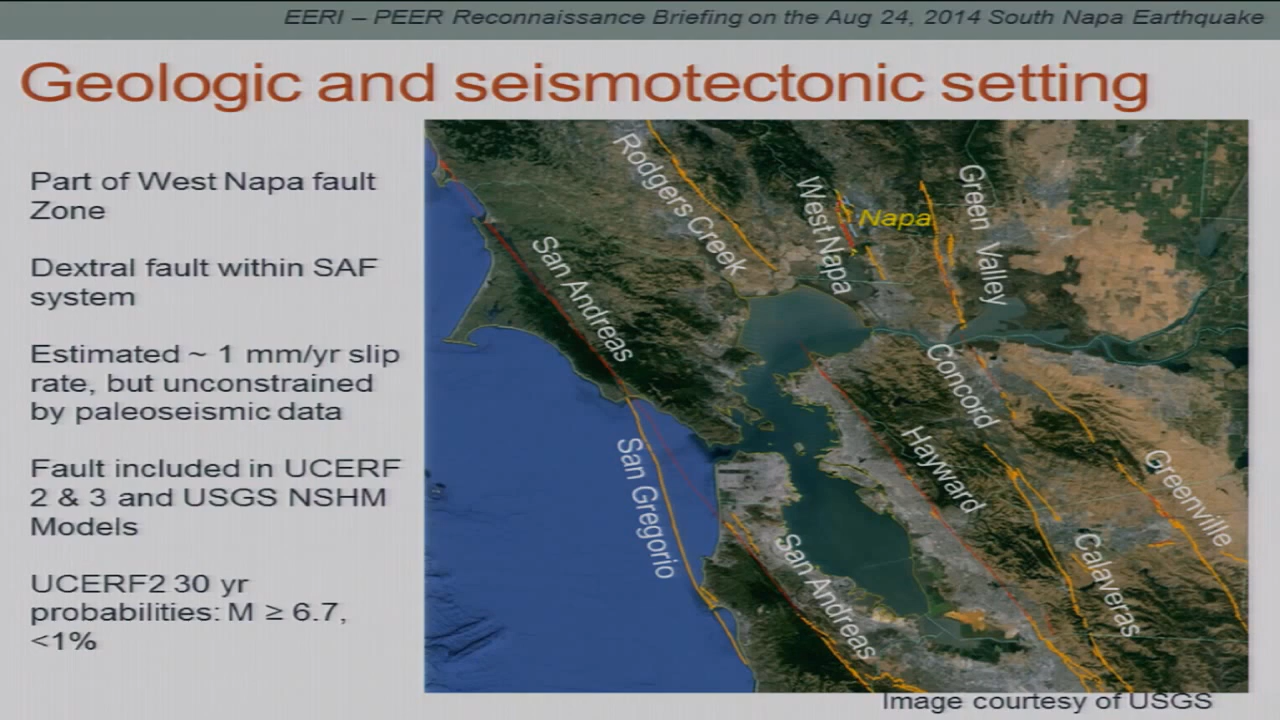 EERI – PEER Reconnaissance Briefing on the Aug 24, 2014 South Napa Earthquake
Geologic and seismotectonic setting
Part of West Napa fault
Zone
Dextral fault within SAF
system
Estimated ~ 1 mm/yr slip
rate, but unconstrained
by paleoseismic data
Fault included in UCERF
2 & 3 and USGS NSHM
Models
UCERF2 30 yr
probabilities: M ≥ 6.7,
<1%
Rodgers Creek
West Napa
Napa
Green Valley
San Andreas
Concord
Hayward
San Gregorio
Greenville
San Andreas
Calaveras
Image courtesy of USGS